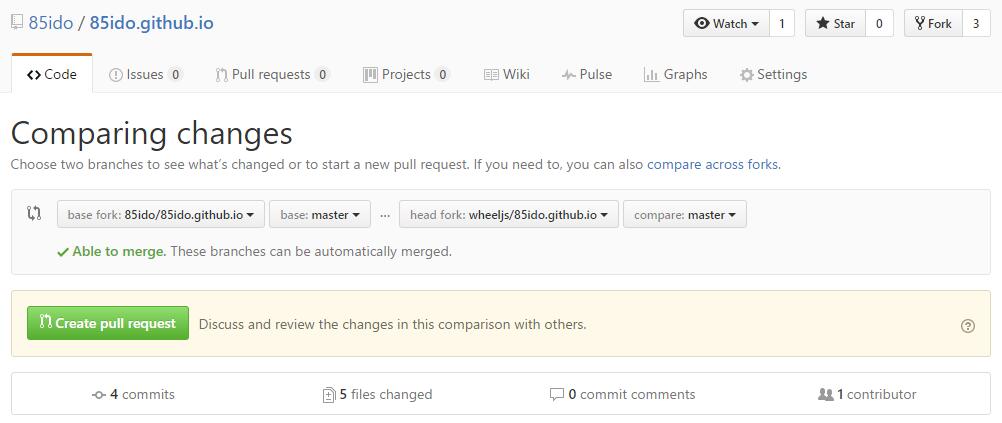 85ido / 85ido.github.io Watch 1 Star 0 Fork 3
Code Issues 0 Pull requests 0 Projects 0 Wiki Pulse Graphs Settings
Comparing changes
Choose two branches to see what's changed or to start a new pull request. If you need to, you can also compare across forks.
base fork: 85ido/85ido.github.io base: master ... head fork: wheeljs/85ido.github.io compare: master
Able to merge. These branches can be automatically merged.
Create pull request Discuss and review the changes in this comparison with others.
4 commits 5 files changed 0 commit comments 1 contributor